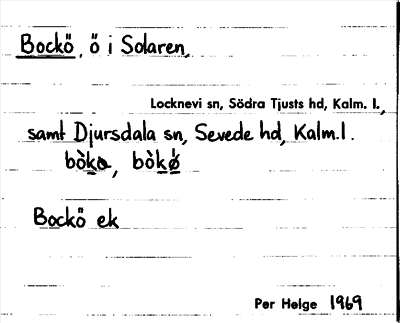 Bockö, ö i Solaren,
Locknevi sn, Södra Tjusts hd, Kalm. l.,
samt Djursdala sn, Sevede hd, Kalm. l.
bòkɷ, bòkø̀
Bockö ek
Per Helge 1969